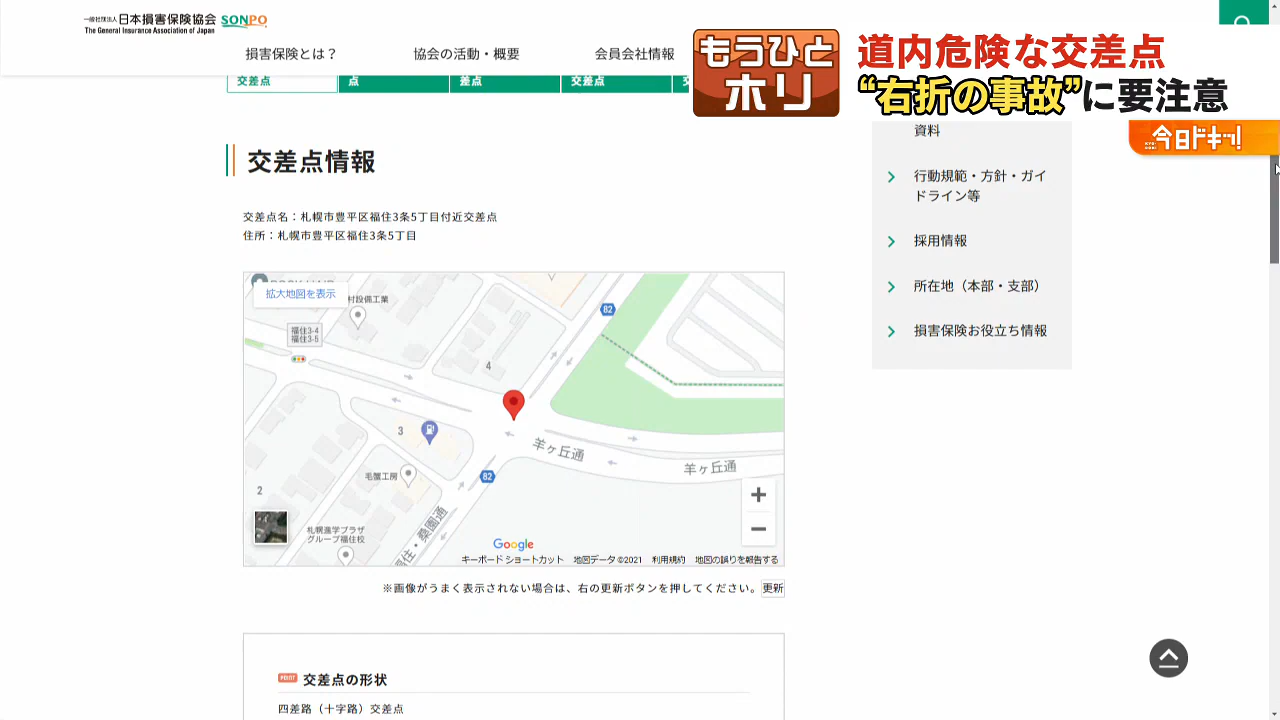 一般社団法人日本損害保険協会 SONPO
The General Insurance Association of Japan
損害保険とは？
協会の活動・概要
会員会社情報
もうひと
ホリ
道内危険な交差点
“右折の事故”に要注意
今日ドキッ!
交差点
点
差点
交差点
交差点情報
交差点名：札幌市豊平区福住3条5丁目付近交差点
住所：札幌市豊平区福住3条5丁目
資料
行動規範・方針・ガイ
ドライン等
採用情報
所在地（本部・支部）
損害保険お役立ち情報
拡大地図を表示
村設備工業
福住3-4
福住3-5
82
4
3
羊ヶ丘通
羊ヶ丘通
毛蟹工房
82
2
札幌進学プラザ
グループ福住校
福住・桑園通
Google
キーボード ショートカット
地図データ ©2021
利用規約
地図の誤りを報告する
※画像がうまく表示されない場合は、右の更新ボタンを押してください。
更新
POINT 交差点の形状
四差路（十字路）交差点